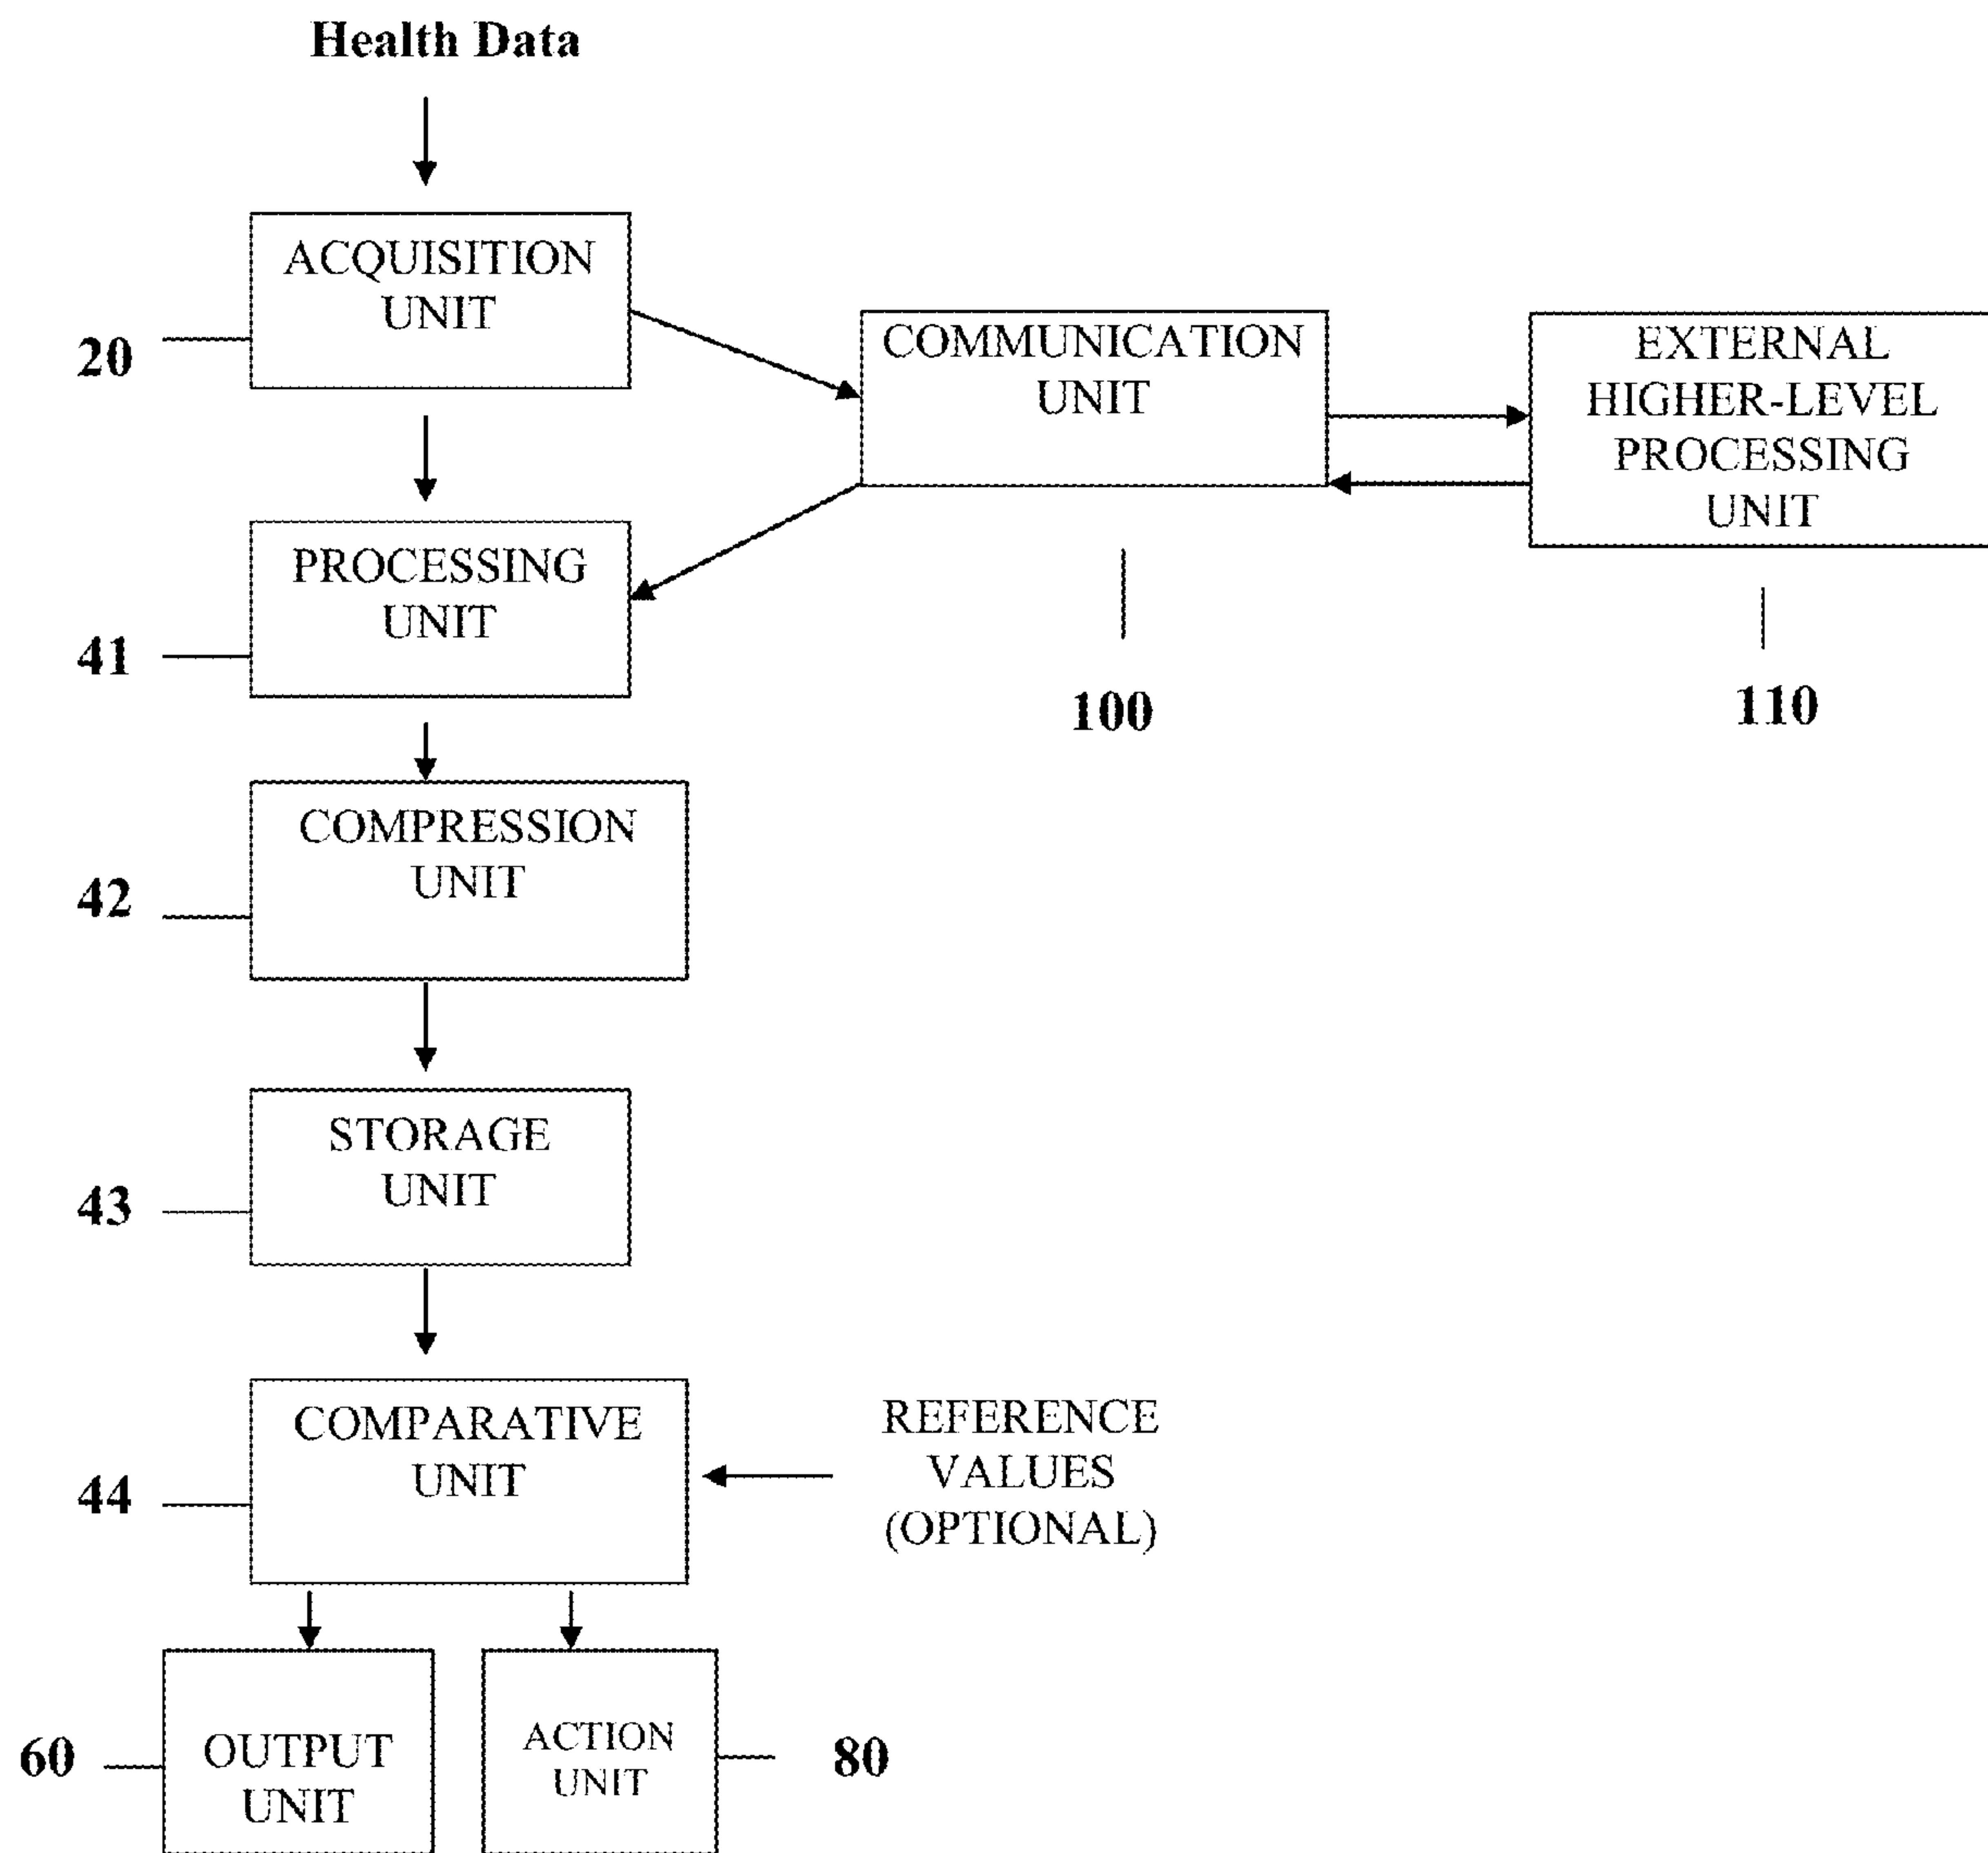 Health Data
ACQUISITION
UNIT
20
COMMUNICATION
UNIT
100
EXTERNAL
HIGHER-LEVEL
PROCESSING
UNIT
110
PROCESSING
UNIT
41
COMPRESSION
UNIT
42
STORAGE
UNIT
43
COMPARATIVE
UNIT
44
REFERENCE
VALUES
(OPTIONAL)
60
OUTPUT
UNIT
ACTION
UNIT
80